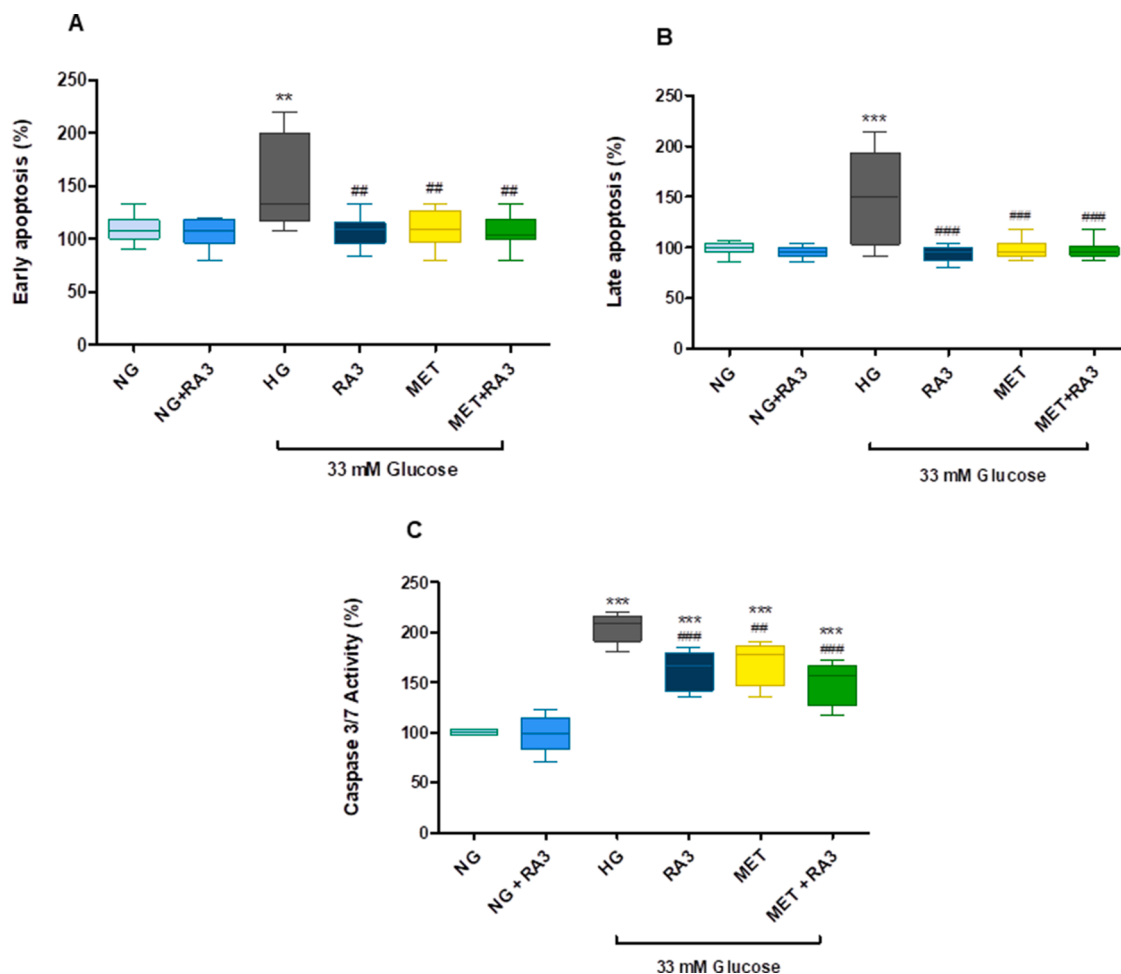 A
Early apoptosis (%)
250
200
150
100
50
0
**
##
##
##
NG
NG+RA3
HG
RA3
MET
MET+RA3
33 mM Glucose
B
Late apoptosis (%)
250
200
150
100
50
0
***
###
###
###
NG
NG+RA3
HG
RA3
MET
MET+RA3
33 mM Glucose
C
Caspase 3/7 Activity (%)
250
200
150
100
50
0
***
***
###
***
##
***
###
NG
NG + RA3
HG
RA3
MET
MET + RA3
33 mM Glucose